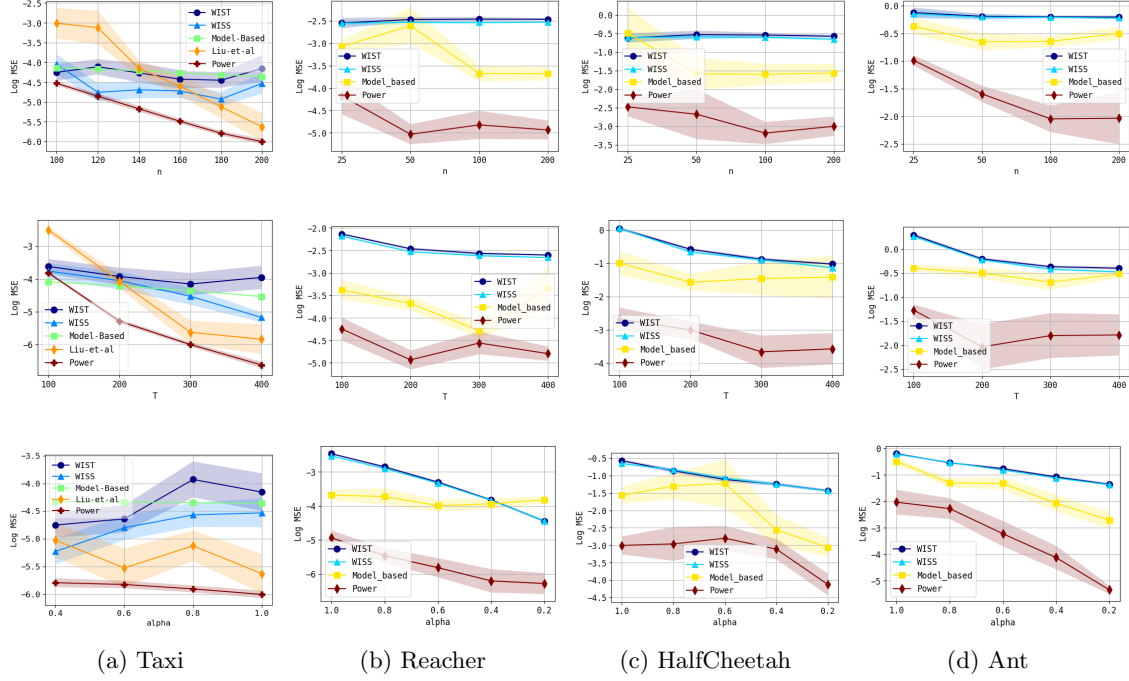 −2.5
−3.0
−3.5
−4.0
−4.5
−5.0
−5.5
−6.0
Log MSE
WIST
WISS
Model-Based
Liu-et-al
Power
100 120 140 160 180 200
n
−2.5
−3.0
−3.5
−4.0
−4.5
−5.0
Log MSE
WIST
WISS
Model_based
Power
25 50 100 200
n
0.0
−0.5
−1.0
−1.5
−2.0
−2.5
−3.0
−3.5
Log MSE
WIST
WISS
Model_based
Power
25 50 100 200
n
0.0
−0.5
−1.0
−1.5
−2.0
−2.5
Log MSE
WIST
WISS
Model_based
Power
25 50 100 200
n
−3
−4
−5
−6
Log MSE
WIST
WISS
Model-Based
Liu-et-al
Power
100 200 300 400
T
−2.0
−2.5
−3.0
−3.5
−4.0
−4.5
−5.0
Log MSE
WIST
WISS
Model_based
Power
100 200 300 400
T
0
−1
−2
−3
−4
Log MSE
WIST
WISS
Model_based
Power
100 200 300 400
T
0.5
0.0
−0.5
−1.0
−1.5
−2.0
−2.5
Log MSE
WIST
WISS
Model_based
Power
100 200 300 400
T
−3.5
−4.0
−4.5
−5.0
−5.5
−6.0
Log MSE
WIST
WISS
Model-Based
Liu-et-al
Power
0.4 0.6 0.8 1.0
alpha
−3
−4
−5
−6
Log MSE
WIST
WISS
Model_based
Power
1.0 0.8 0.6 0.4 0.2
alpha
0.0
−0.5
−1.0
−1.5
−2.0
−2.5
−3.0
−3.5
−4.0
−4.5
Log MSE
WIST
WISS
Model_based
Power
1.0 0.8 0.6 0.4 0.2
alpha
0
−1
−2
−3
−4
−5
Log MSE
WIST
WISS
Model_based
Power
1.0 0.8 0.6 0.4 0.2
alpha
(a) Taxi
(b) Reacher
(c) HalfCheetah
(d) Ant